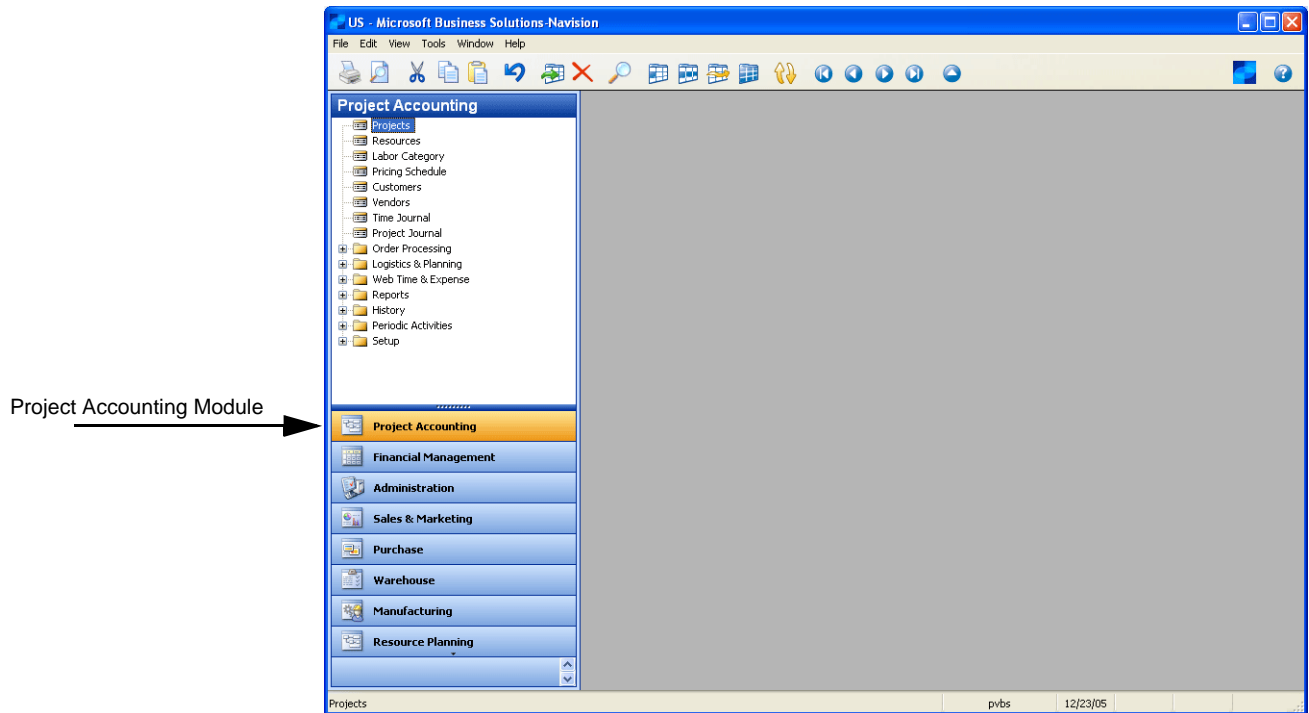 US - Microsoft Business Solutions-Navision
File Edit View Tools Window Help
Project Accounting
Projects
Resources
Labor Category
Pricing Schedule
Customers
Vendors
Time Journal
Project Journal
Order Processing
Logistics & Planning
Web Time & Expense
Reports
History
Periodic Activities
Setup
Project Accounting Module
Project Accounting
Financial Management
Administration
Sales & Marketing
Purchase
Warehouse
Manufacturing
Resource Planning
Projects pvbs 12/23/05